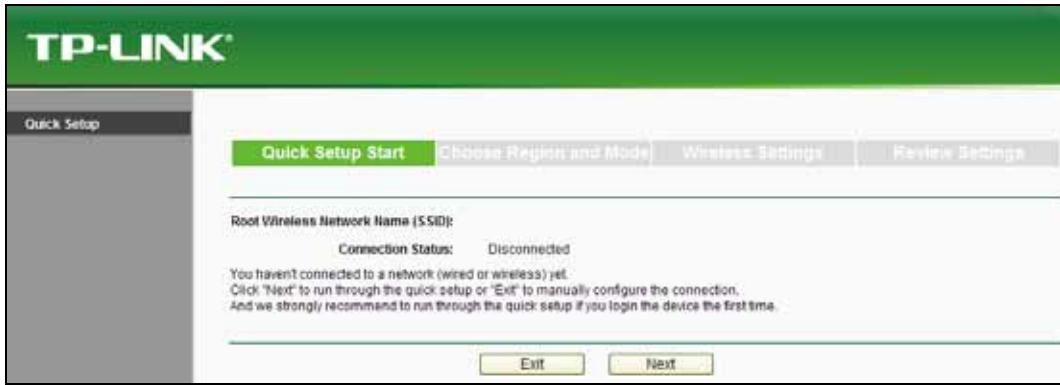 TP-LINK
Quick Setup
Quick Setup Start Choose Region and Mode Wireless Settings Review Settings
Root Wireless Network Name (SSID):
Connection Status: Disconnected
You haven't connected to a network (wired or wireless) yet.
Click "Next" to run through the quick setup or "Exit" to manually configure the connection.
And we strongly recommend to run through the quick setup if you login the device the first time.
Exit Next